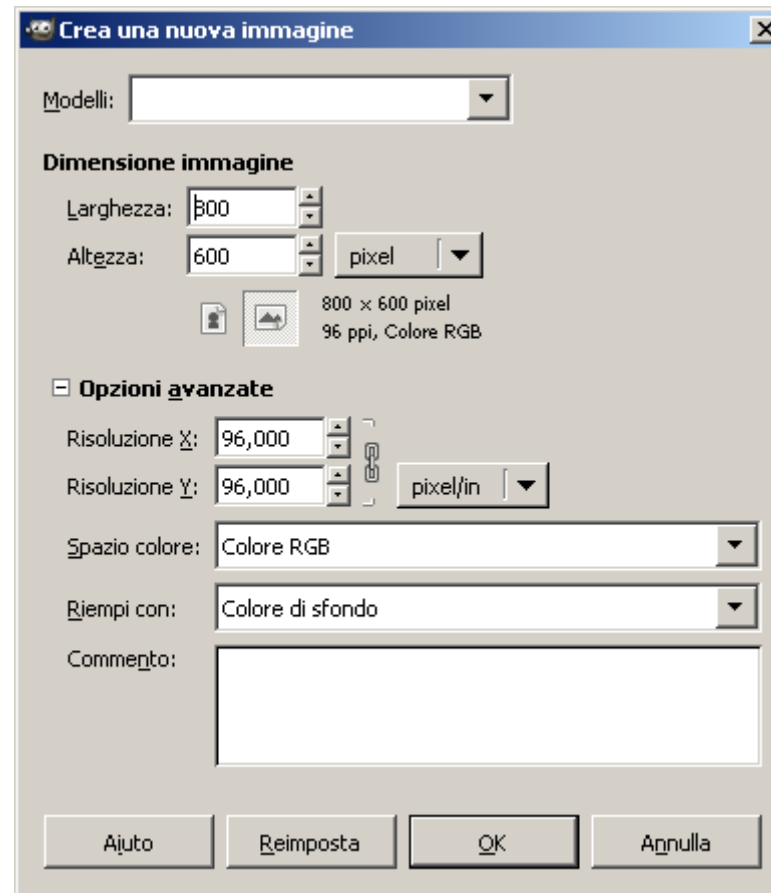 Crea una nuova immagine
Modelli:
Dimensione immagine
Larghezza: 800
Altezza: 600 pixel
800 × 600 pixel
96 ppi, Colore RGB
Opzioni avanzate
Risoluzione X: 96,000
Risoluzione Y: 96,000 pixel/in
Spazio colore: Colore RGB
Riempi con: Colore di sfondo
Commento:
Aiuto Reimposta OK Annulla